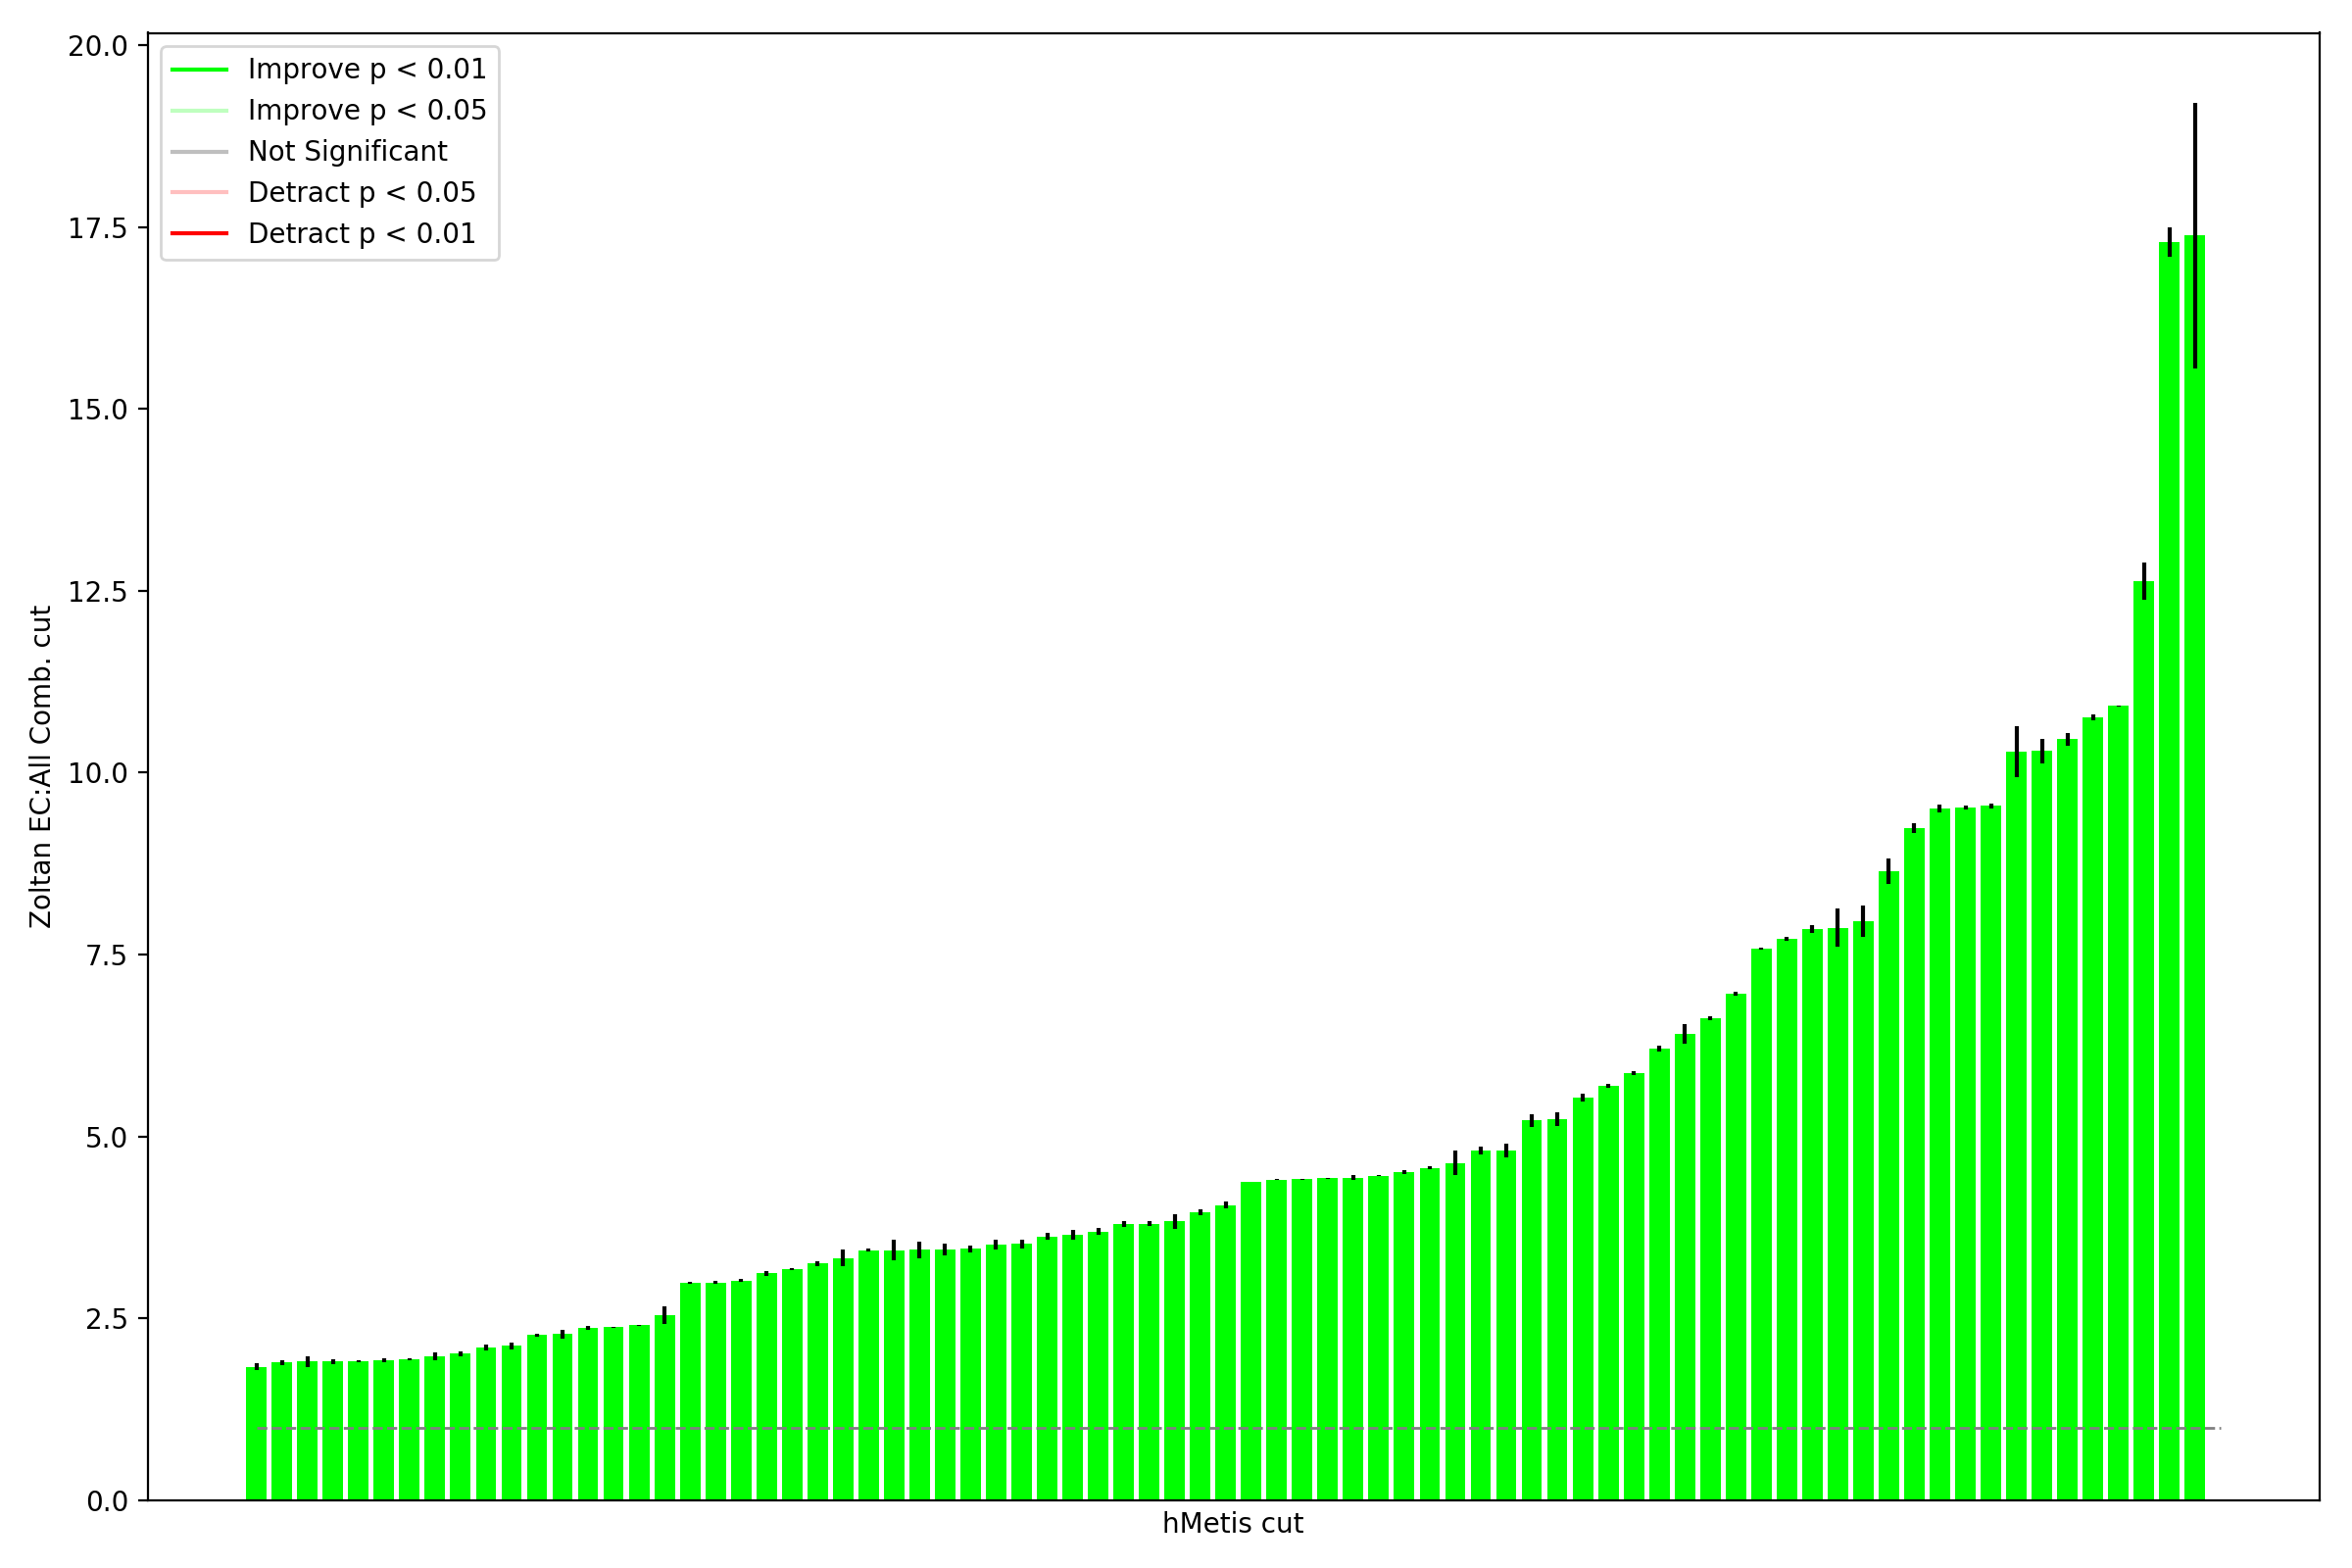 20.0
17.5
15.0
12.5
10.0
7.5
5.0
2.5
0.0
Zoltan EC:All Comb. cut
hMetis cut
Improve p < 0.01
Improve p < 0.05
Not Significant
Detract p < 0.05
Detract p < 0.01